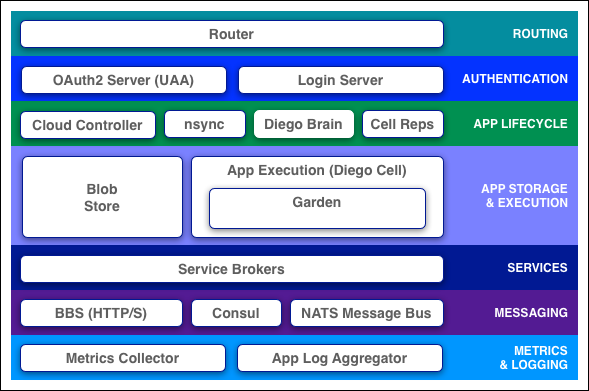 Router
ROUTING
OAuth2 Server (UAA)
Login Server
AUTHENTICATION
Cloud Controller
nsync
Diego Brain
Cell Reps
APP LIFECYCLE
Blob
Store
App Execution (Diego Cell)
Garden
APP STORAGE
& EXECUTION
Service Brokers
SERVICES
BBS (HTTP/S)
Consul
NATS Message Bus
MESSAGING
Metrics Collector
App Log Aggregator
METRICS
& LOGGING